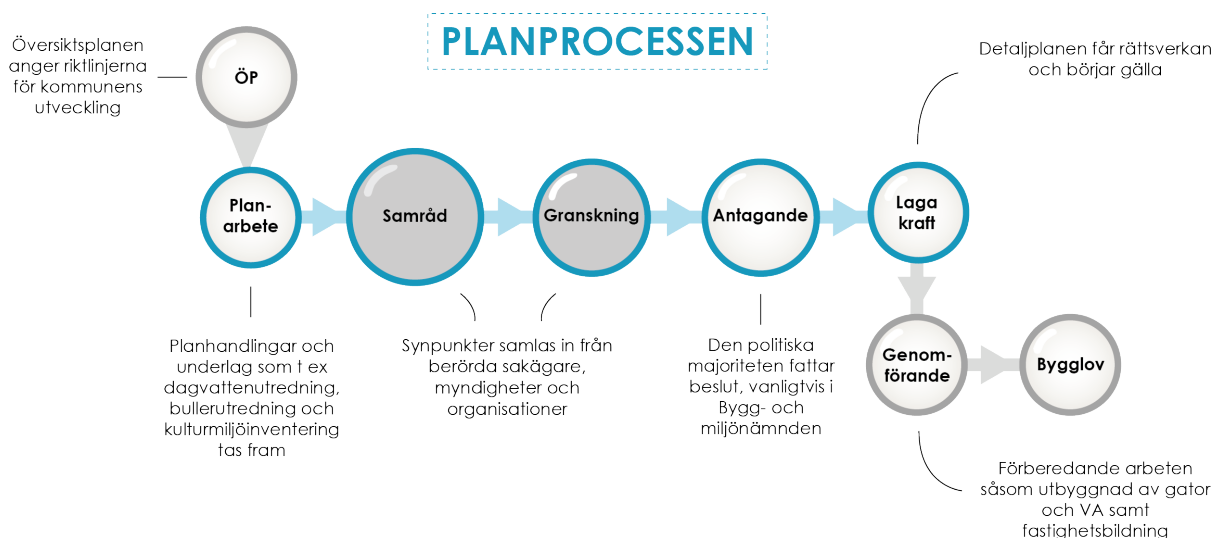 PLANPROCESSEN
Översiktsplanen
anger riktlinjerna
för kommunens
utveckling
ÖP
Detaljplanen får rättsverkan
och börjar gälla
Plan-
arbete
Samråd
Granskning
Antagande
Laga
kraft
Planhandlingar och
underlag som t ex
dagvattenutredning,
bullerutredning och
kulturmiljöinventering
tas fram
Synpunkter samlas in från
berörda sakägare,
myndigheter och
organisationer
Den politiska
majoriteten fattar
beslut, vanligtvis i
Bygg- och
miljönämnden
Genom-
förande
Bygglov
Förberedande arbeten
såsom utbyggnad av gator
och VA samt
fastighetsbildning